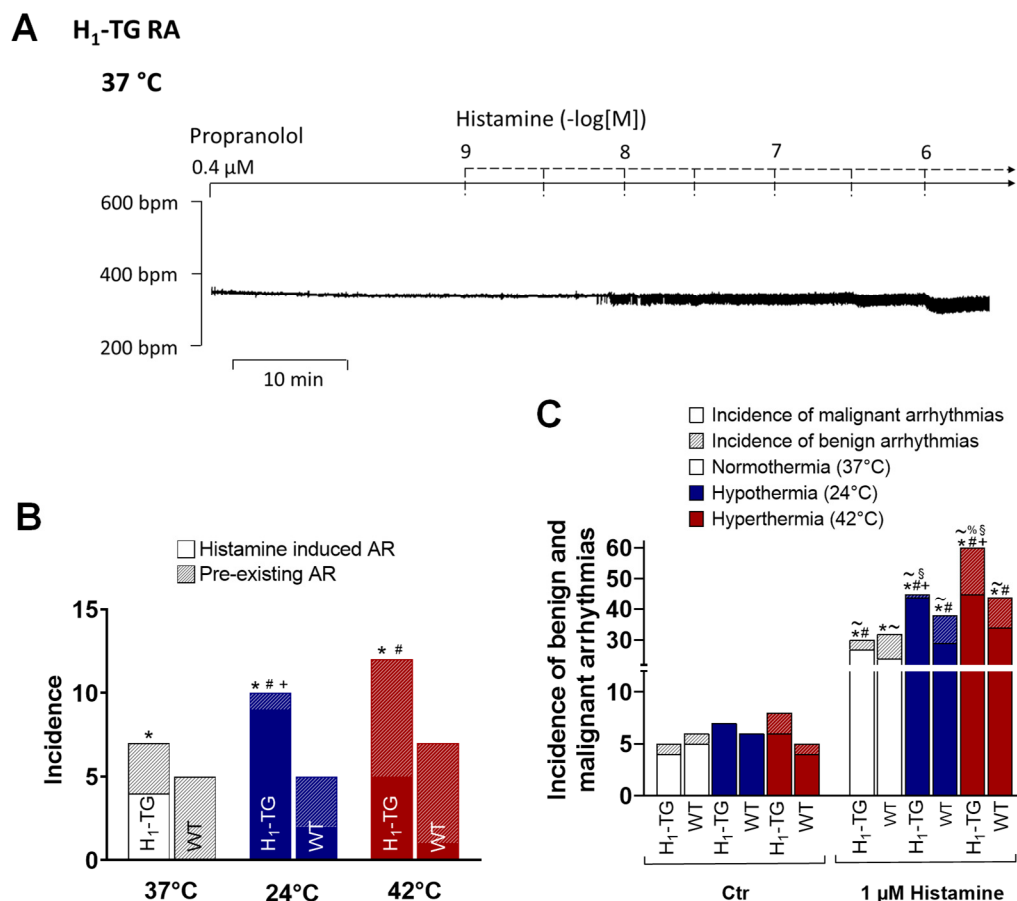 A H₁-TG RA
37 °C
Histamine (-log[M])
Propranolol
0.4 µM
9 8 7 6
600 bpm
400 bpm
200 bpm
10 min
B
Histamine induced AR
Pre-existing AR
Incidence
15
10
5
0
*
* # +
* #
H₁-TG WT H₁-TG WT H₁-TG WT
37°C 24°C 42°C
C
Incidence of malignant arrhythmias
Incidence of benign arrhythmias
Normothermia (37°C)
Hypothermia (24°C)
Hyperthermia (42°C)
Incidence of benign and
malignant arrhythmias
60
50
40
30
10
5
0
~
*#
*~
~ §
*#+
~
*#
~ % §
*#+
~
*#
H₁-TG WT H₁-TG WT H₁-TG WT H₁-TG WT H₁-TG WT H₁-TG WT
Ctr 1 µM Histamine